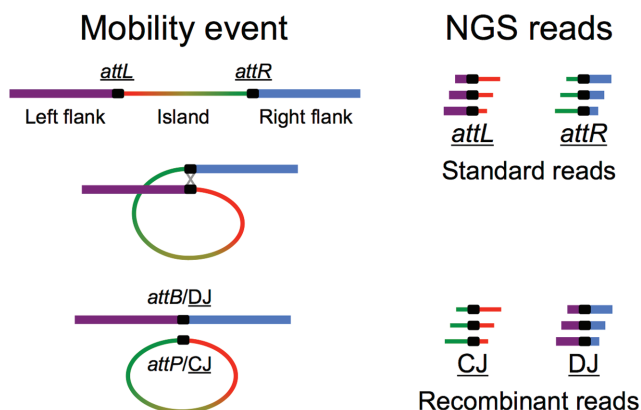 Mobility event
NGS reads
attL
attR
Left flank
Island
Right flank
attL
attR
Standard reads
attB/DJ
attP/CJ
CJ
DJ
Recombinant reads